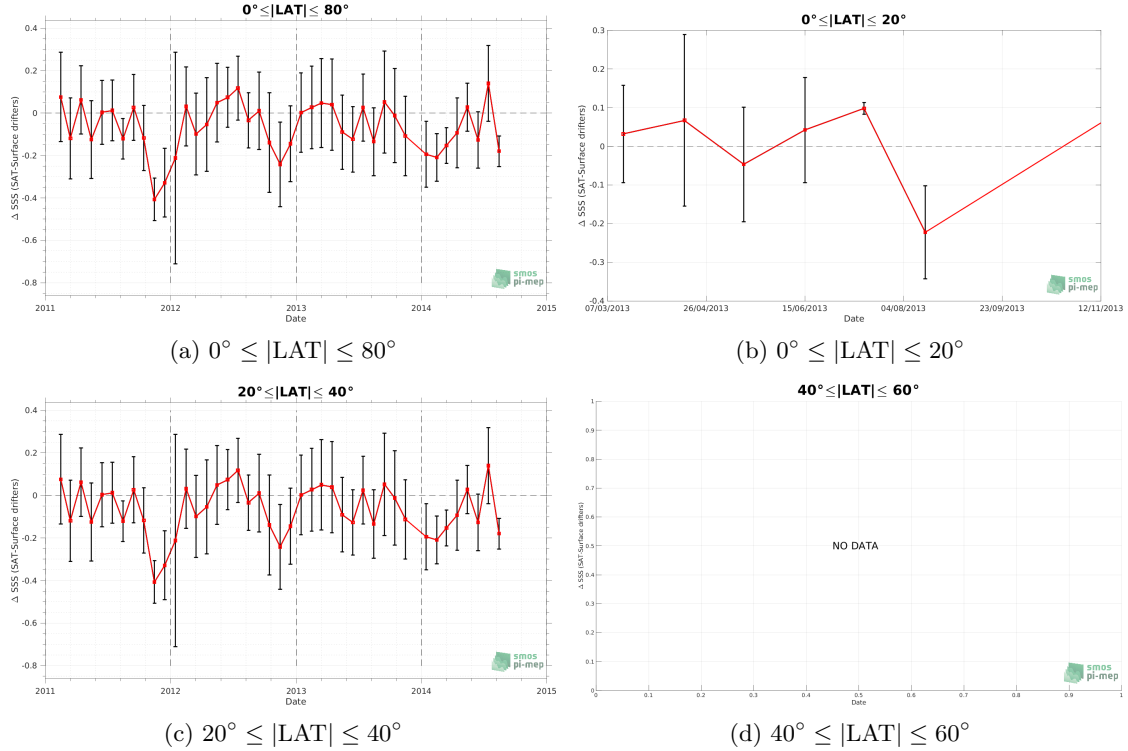 0°≤|LAT|≤ 80°
0.4
0.2
0
-0.2
-0.4
-0.6
-0.8
Δ SSS (SAT-Surface drifters)
2011
2012
2013
2014
2015
Date
smos
pi-mep
(a) 0° ≤ |LAT| ≤ 80°
0°≤|LAT|≤ 20°
0.3
0.2
0.1
0
-0.1
-0.2
-0.3
-0.4
Δ SSS (SAT-Surface drifters)
07/03/2013
26/04/2013
15/06/2013
04/08/2013
23/09/2013
12/11/2013
Date
smos
pi-mep
(b) 0° ≤ |LAT| ≤ 20°
20°≤|LAT|≤ 40°
0.4
0.2
0
-0.2
-0.4
-0.6
-0.8
Δ SSS (SAT-Surface drifters)
2011
2012
2013
2014
2015
Date
smos
pi-mep
(c) 20° ≤ |LAT| ≤ 40°
40°≤|LAT|≤ 60°
1
0.9
0.8
0.7
0.6
0.5
0.4
0.3
0.2
0.1
0
Δ SSS (SAT-Surface drifters)
NO DATA
0
0.1
0.2
0.3
0.4
0.5
0.6
0.7
0.8
0.9
1
Date
smos
pi-mep
(d) 40° ≤ |LAT| ≤ 60°